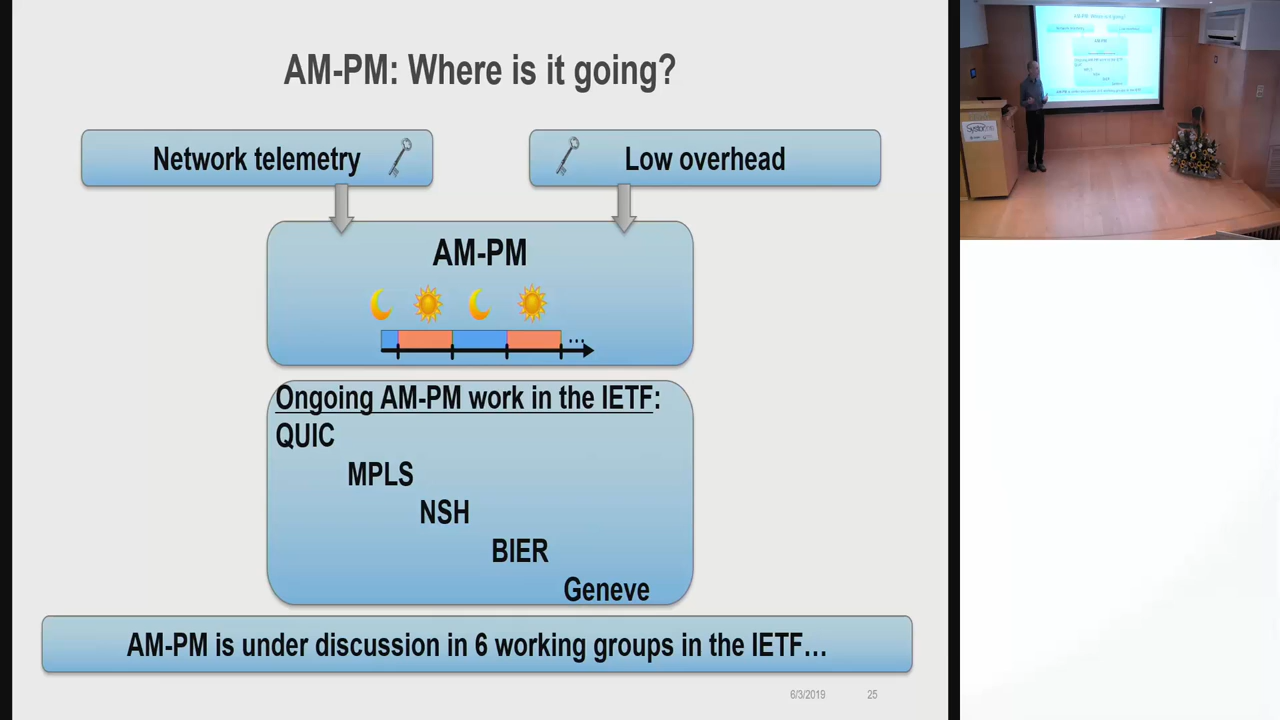 AM-PM: Where is it going?
Network telemetry
Low overhead
AM-PM
...
Ongoing AM-PM work in the IETF:
QUIC
MPLS
NSH
BIER
Geneve
AM-PM is under discussion in 6 working groups in the IETF...
6/3/2019
25